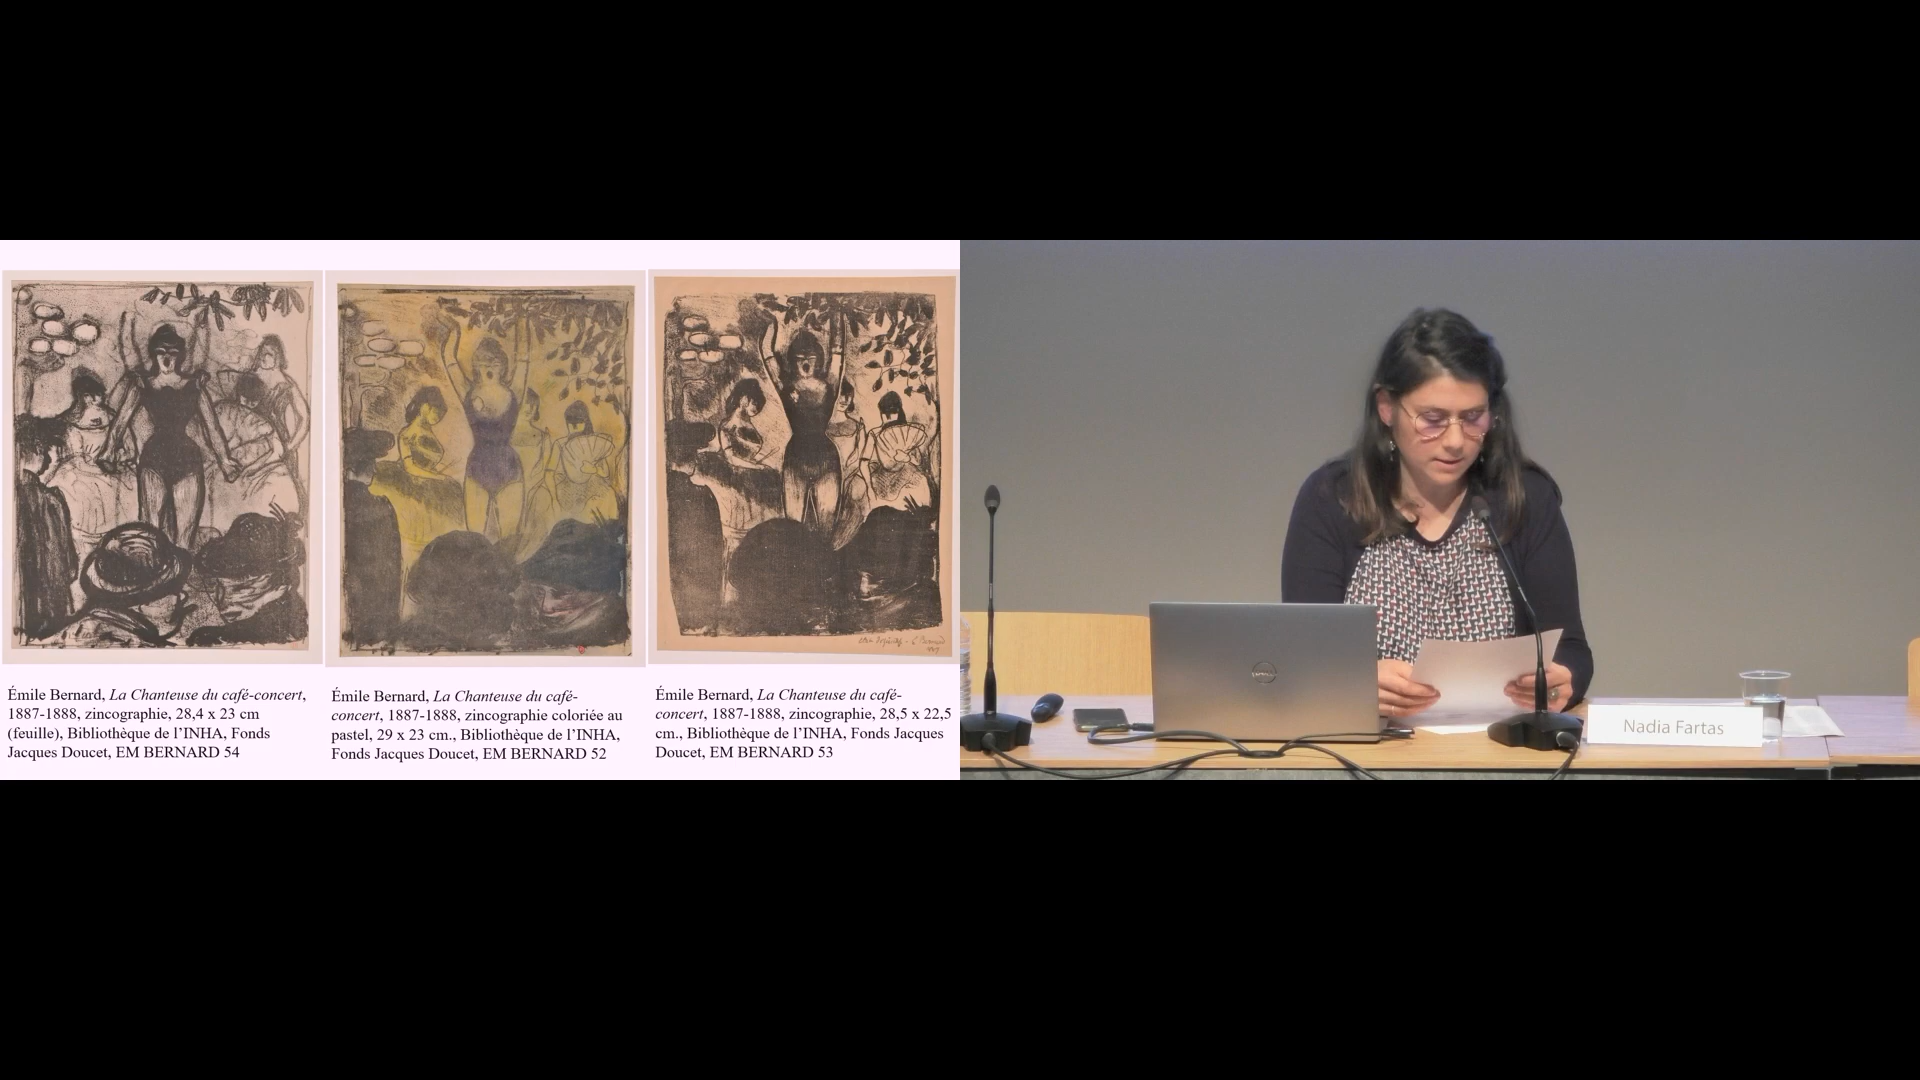 Émile Bernard, La Chanteuse du café-concert,
1887-1888, zincographie, 28,4 x 23 cm
(feuille), Bibliothèque de l'INHA, Fonds
Jacques Doucet, EM BERNARD 54
Émile Bernard, La Chanteuse du café-
concert, 1887-1888, zincographie coloriée au
pastel, 29 x 23 cm., Bibliothèque de l'INHA,
Fonds Jacques Doucet, EM BERNARD 52
Émile Bernard, La Chanteuse du café-
concert, 1887-1888, zincographie, 28,5 x 22,5
cm., Bibliothèque de l'INHA, Fonds Jacques
Doucet, EM BERNARD 53
Nadia Fartas